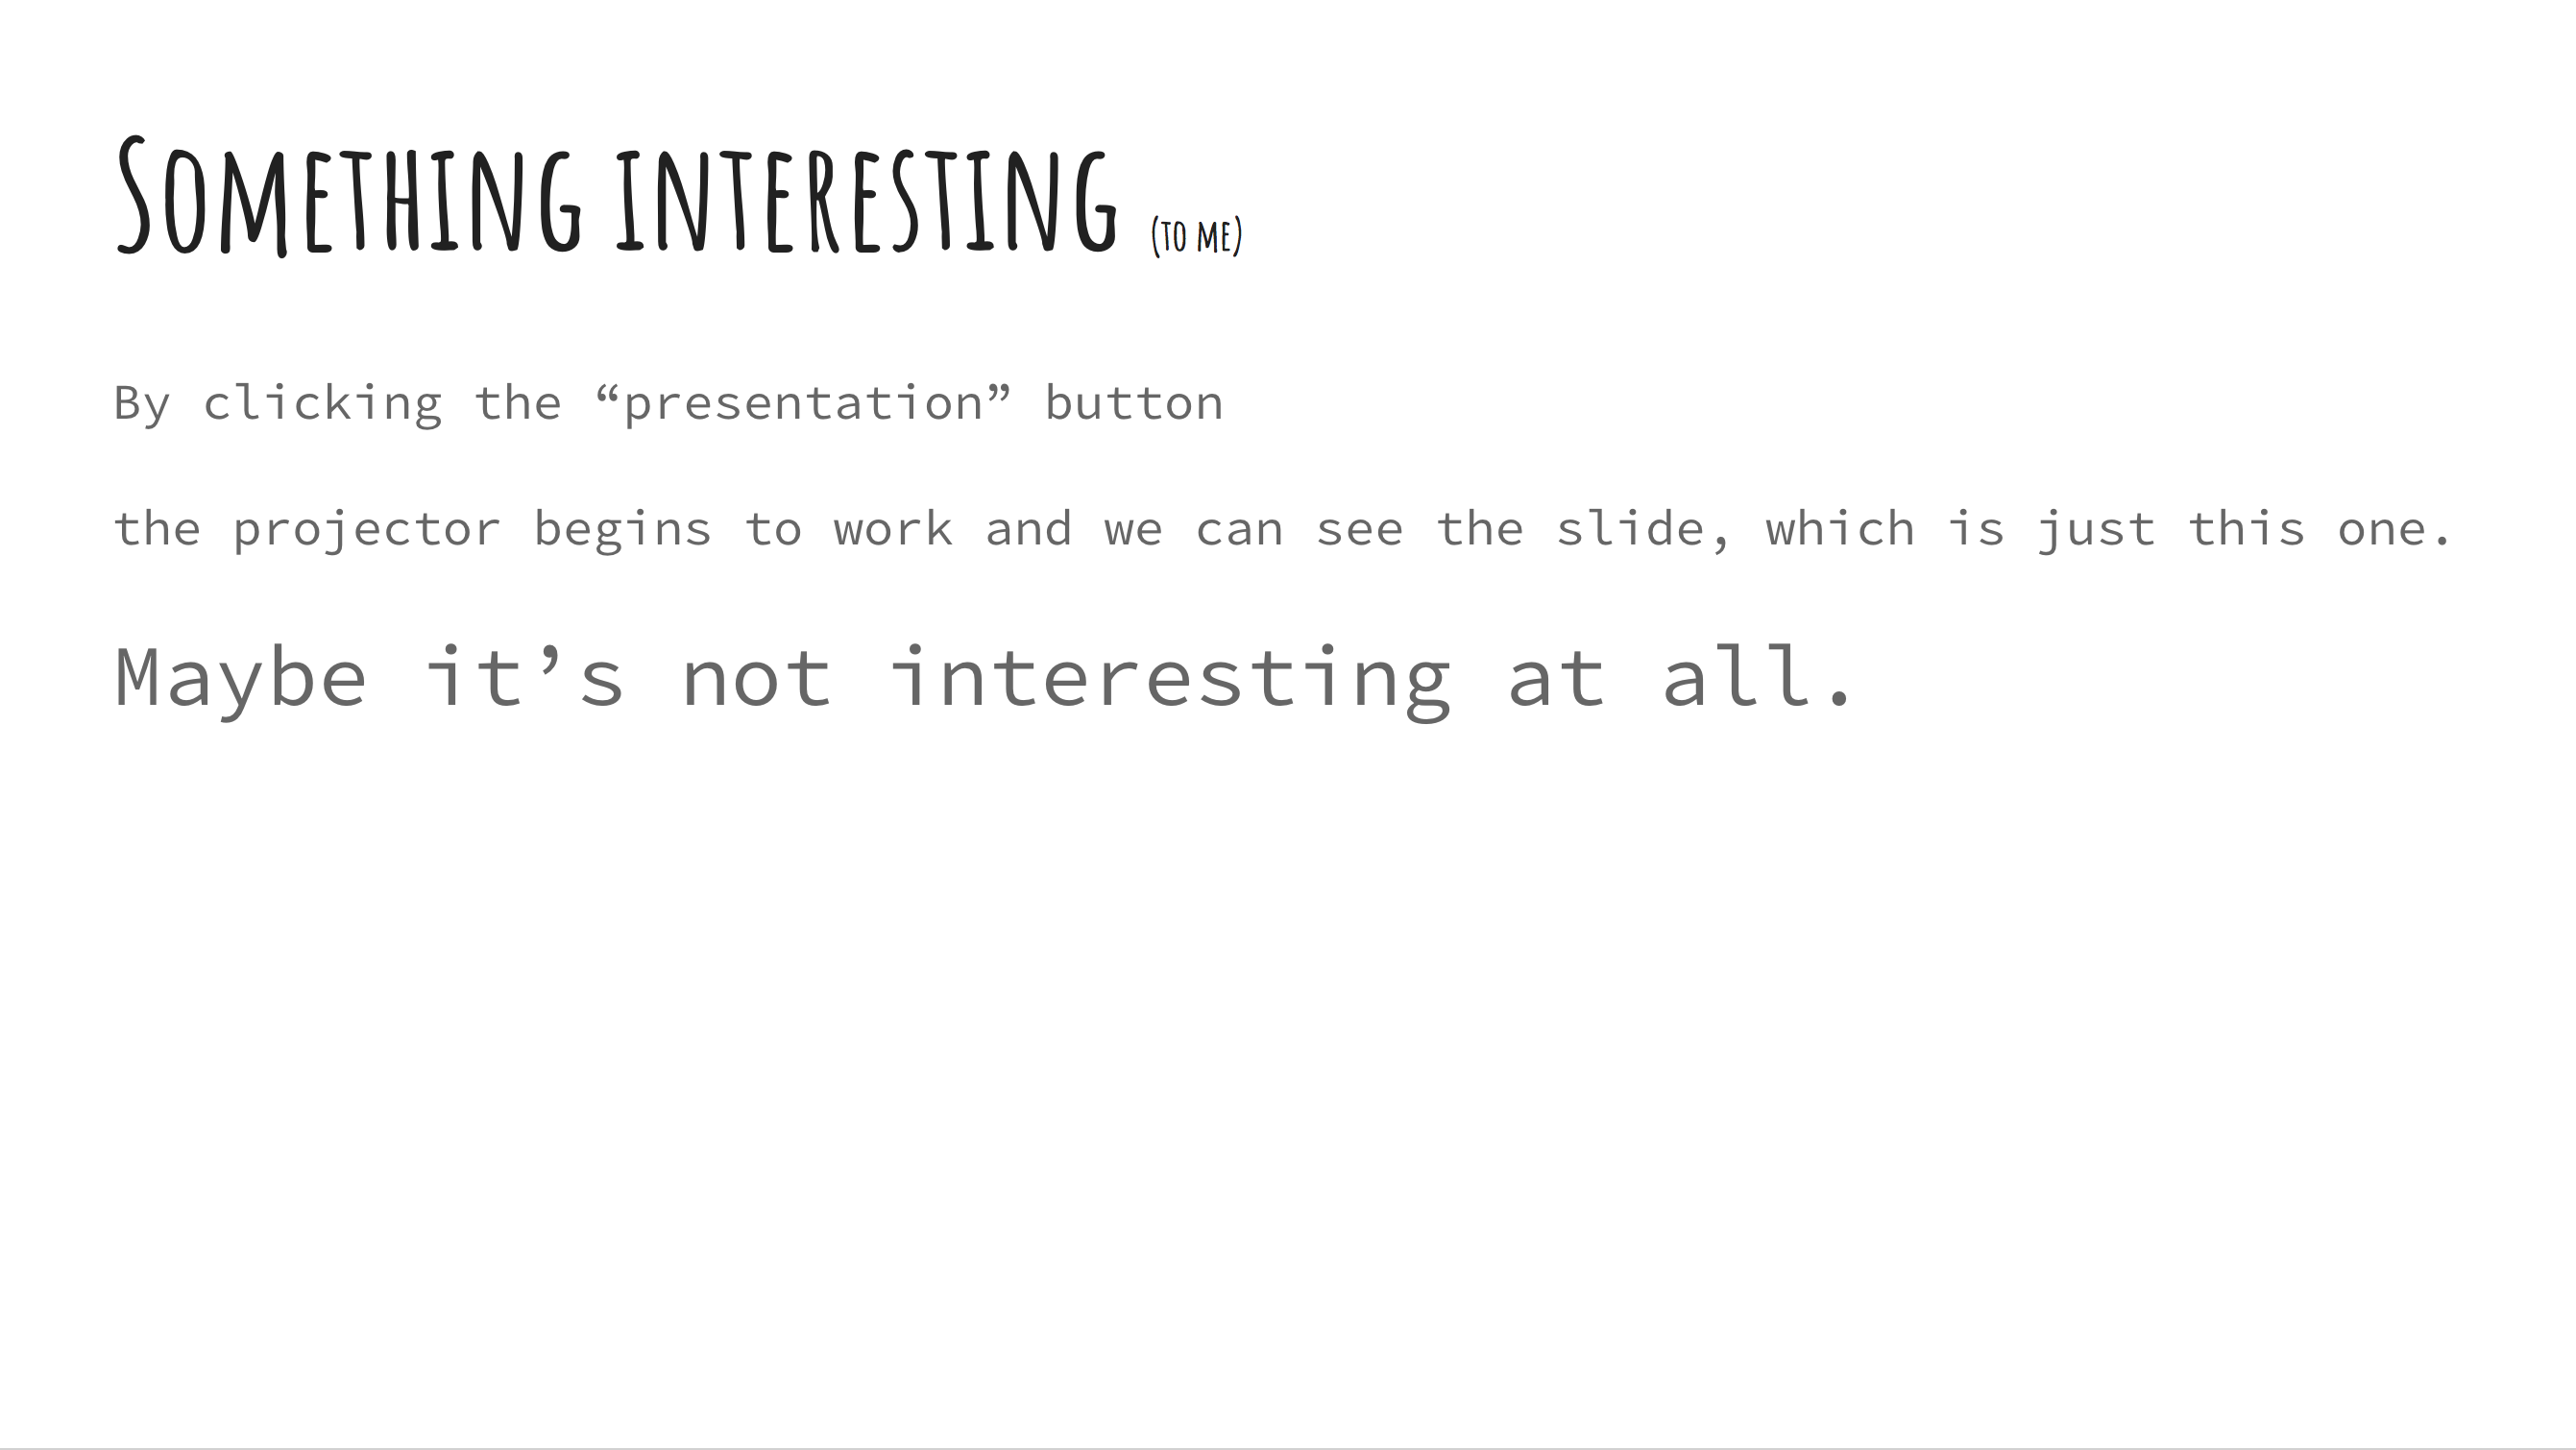 Something interesting (to me)
By clicking the “presentation” button
the projector begins to work and we can see the slide, which is just this one.
Maybe it’s not interesting at all.